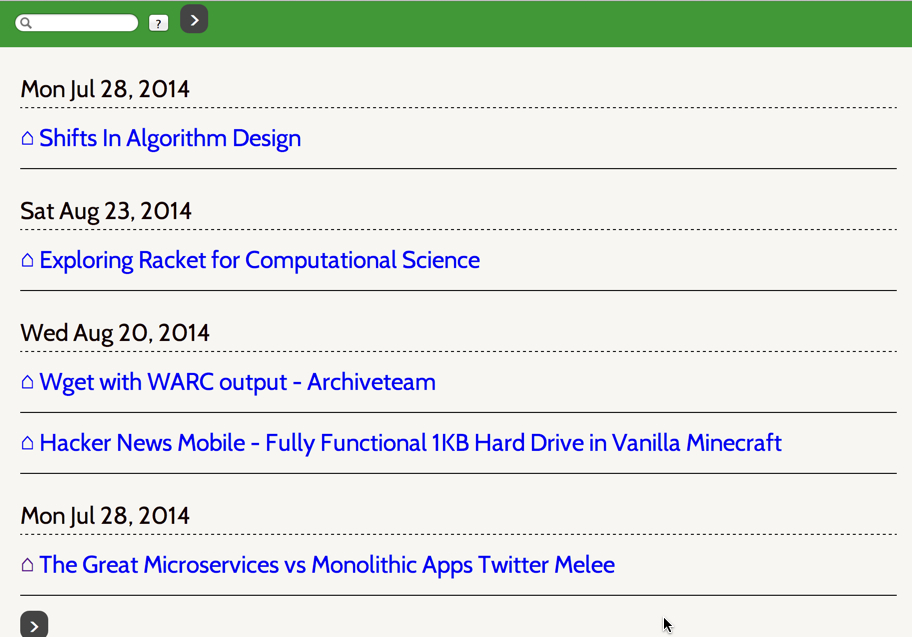 ?
Mon Jul 28, 2014
Shifts In Algorithm Design
Sat Aug 23, 2014
Exploring Racket for Computational Science
Wed Aug 20, 2014
Wget with WARC output - Archiveteam
Hacker News Mobile - Fully Functional 1KB Hard Drive in Vanilla Minecraft
Mon Jul 28, 2014
The Great Microservices vs Monolithic Apps Twitter Melee